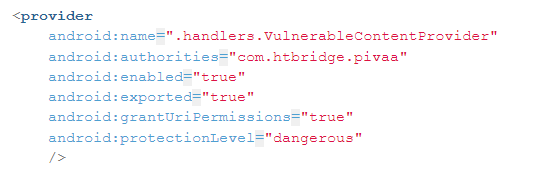 <provider
android:name=".handlers.VulnerableContentProvider"
android:authorities="com.htbridge.pivaa"
android:enabled="true"
android:exported="true"
android:grantUriPermissions="true"
android:protectionLevel="dangerous"
/>